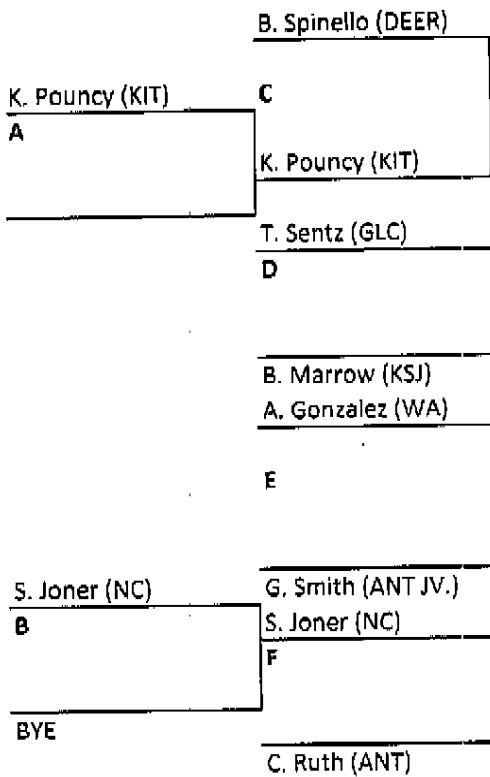 B. Spinello (DEER)
K. Pouncy (KIT)
C
A
K. Pouncy (KIT)
T. Sentz (GLC)
D
B. Marrow (KSJ)
A. Gonzalez (WA)
E
S. Joner (NC)
G. Smith (ANT JV.)
B
S. Joner (NC)
F
BYE
C. Ruth (ANT)